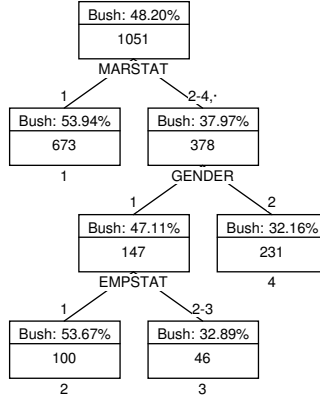 Bush: 48.20%
1051
MARSTAT
1 2-4,·
Bush: 53.94% Bush: 37.97%
673 378
1 GENDER
1 2
Bush: 47.11% Bush: 32.16%
147 231
EMPSTAT 4
1 2-3
Bush: 53.67% Bush: 32.89%
100 46
2 3